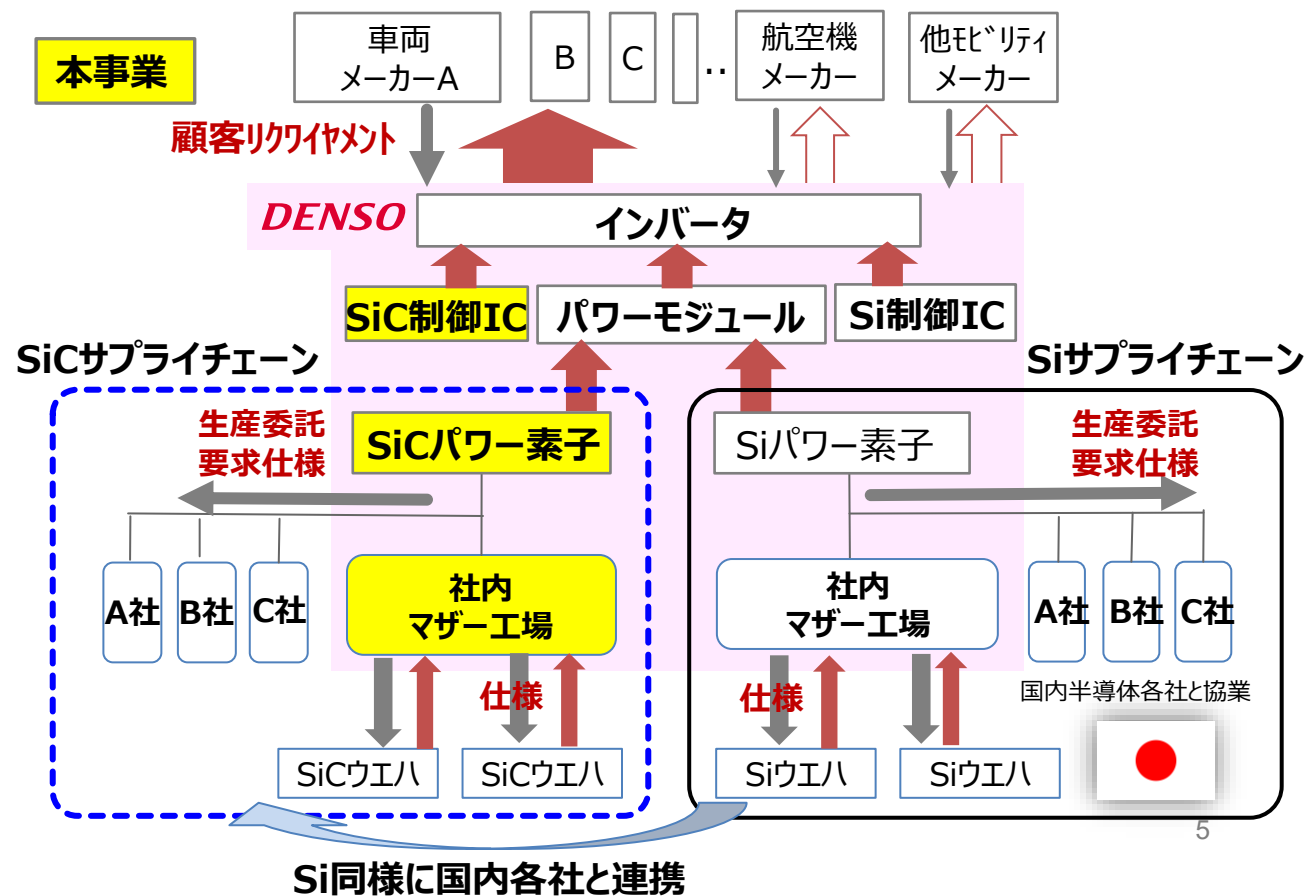 本事業
車両
メーカーA
B
C
‥
航空機
メーカー
他ﾓﾋﾞﾘﾃｨ
メーカー
顧客ﾘｸﾜｲﾔﾒﾝﾄ
DENSO
インバータ
SiC制御IC
パワーモジュール
Si制御IC
SiCサプライチェーン
Siサプライチェーン
生産委託
要求仕様
SiCパワー素子
Siパワー素子
生産委託
要求仕様
A社
B社
C社
社内
マザー工場
社内
マザー工場
A社
B社
C社
仕様
仕様
国内半導体各社と協業
SiCウエハ
SiCウエハ
Siウエハ
Siウエハ
5
Si同様に国内各社と連携